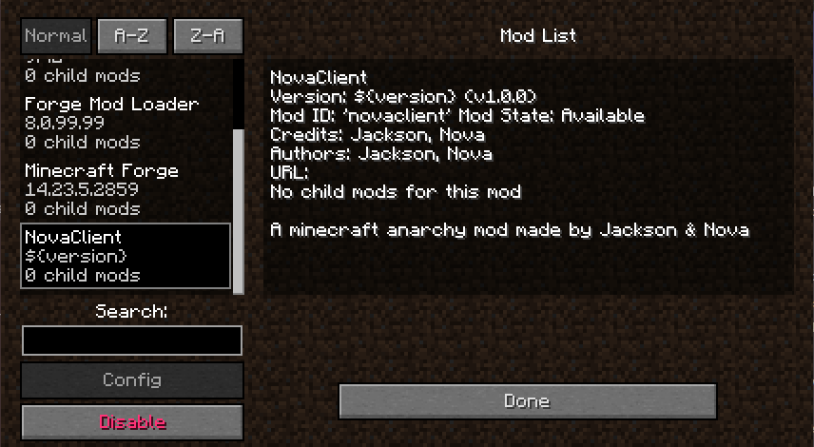 Normal A-Z Z-A
Mod List
0 child mods
Forge Mod Loader
8.0.99.99
0 child mods
Minecraft Forge
14.23.5.2859
0 child mods
NovaClient
${version}
0 child mods
Search:
Config
Disable
NovaClient
Version: ${version} (v1.0.0)
Mod ID: 'novaclient' Mod State: Available
Credits: Jackson, Nova
Authors: Jackson, Nova
URL:
No child mods for this mod
A minecraft anarchy mod made by Jackson & Nova
Done